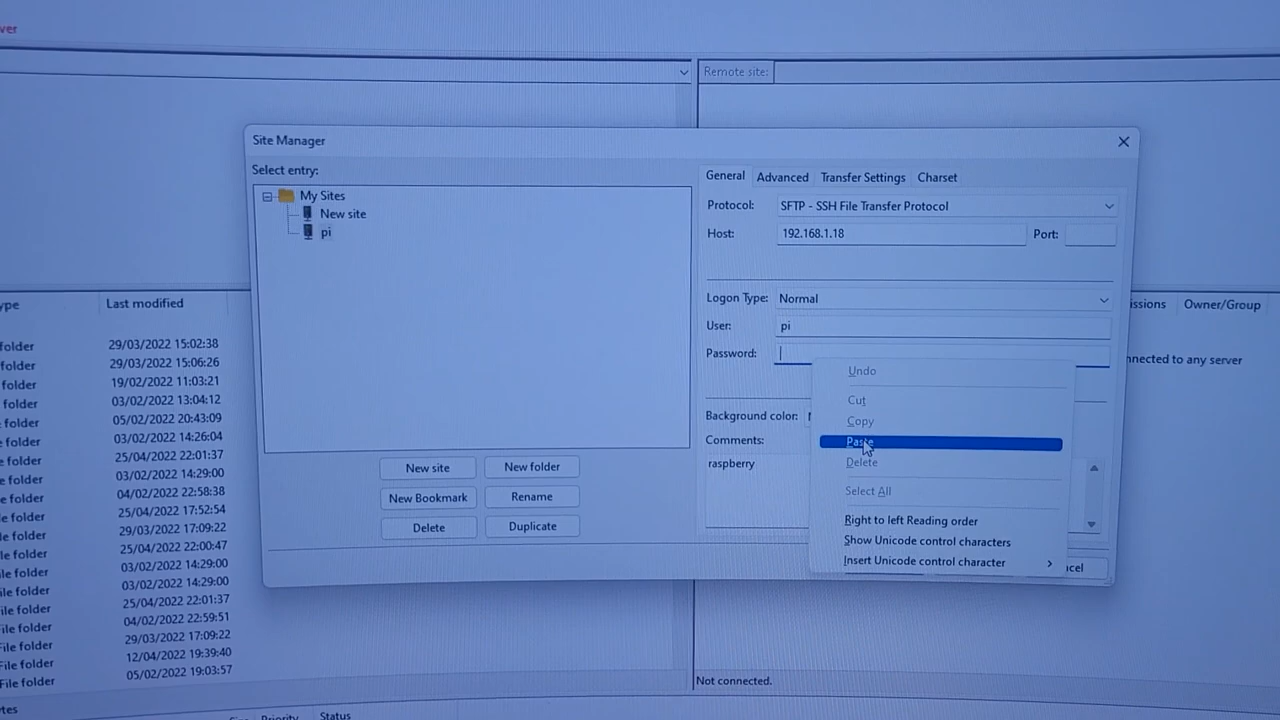 ver
Remote site:
Site Manager
Select entry:
My Sites
New site
pi
New site
New folder
New Bookmark
Rename
Delete
Duplicate
General
Advanced
Transfer Settings
Charset
Protocol:
SFTP - SSH File Transfer Protocol
Host:
192.168.1.18
Port:
Logon Type:
Normal
User:
pi
Password:
Background color:
Comments:
raspberry
Undo
Cut
Copy
Paste
Delete
Select All
Right to left Reading order
Show Unicode control characters
Insert Unicode control character
cel
ype
Last modified
folder 29/03/2022 15:02:38
folder 29/03/2022 15:06:26
folder 19/02/2022 11:03:21
folder 03/02/2022 13:04:12
folder 05/02/2022 20:43:09
folder 03/02/2022 14:26:04
folder 25/04/2022 22:01:37
folder 03/02/2022 14:29:00
le folder 04/02/2022 22:58:38
le folder 25/04/2022 17:52:54
le folder 29/03/2022 17:09:22
le folder 25/04/2022 22:00:47
le folder 03/02/2022 14:29:00
ile folder 03/02/2022 14:29:00
ile folder 25/04/2022 22:01:37
File folder 04/02/2022 22:59:51
File folder 29/03/2022 17:09:22
File folder 12/04/2022 19:39:40
File folder 05/02/2022 19:03:57
issions
Owner/Group
nnected to any server
Not connected.
tes
Priority
Status